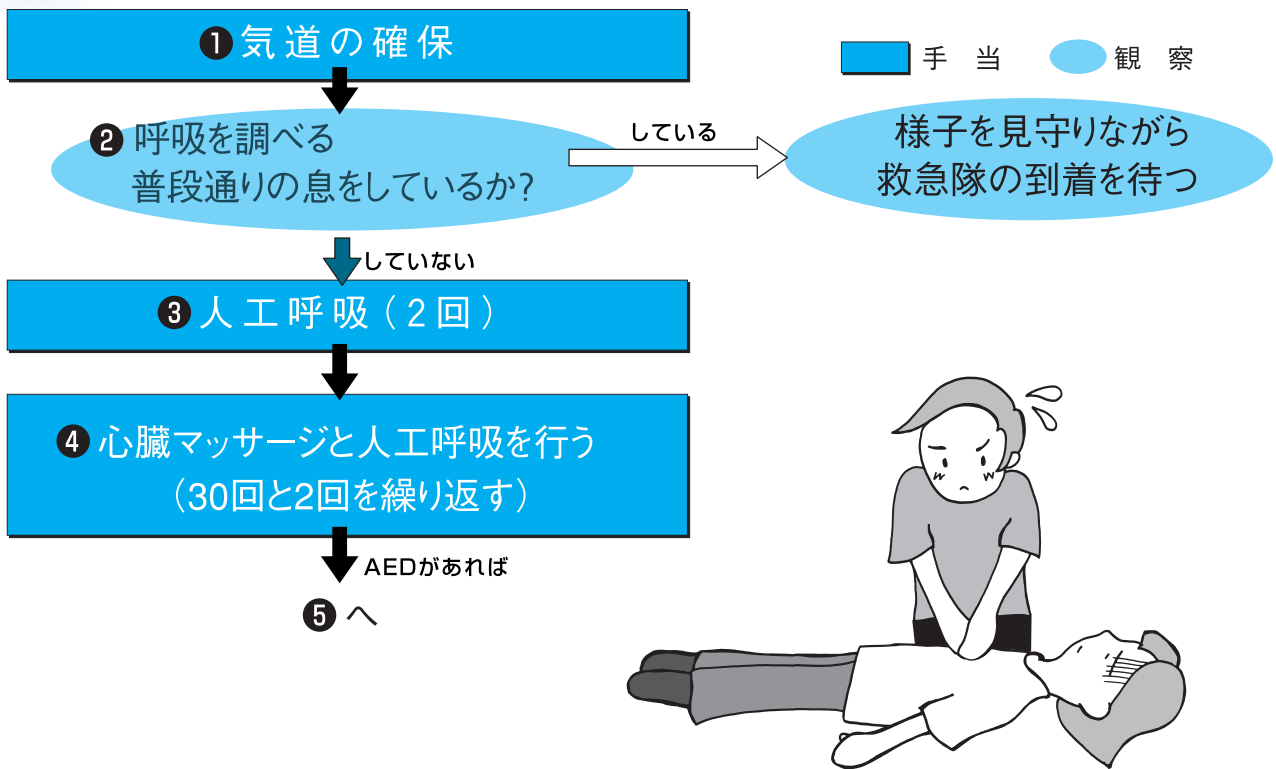 ❶気道の確保
手 当
観 察
❷呼吸を調べる
普段通りの息をしているか?
している
様子を見守りながら
救急隊の到着を待つ
していない
❸人工呼吸(2回)
❹心臓マッサージと人工呼吸を行う
(30回と2回を繰り返す)
AEDがあれば
❺へ